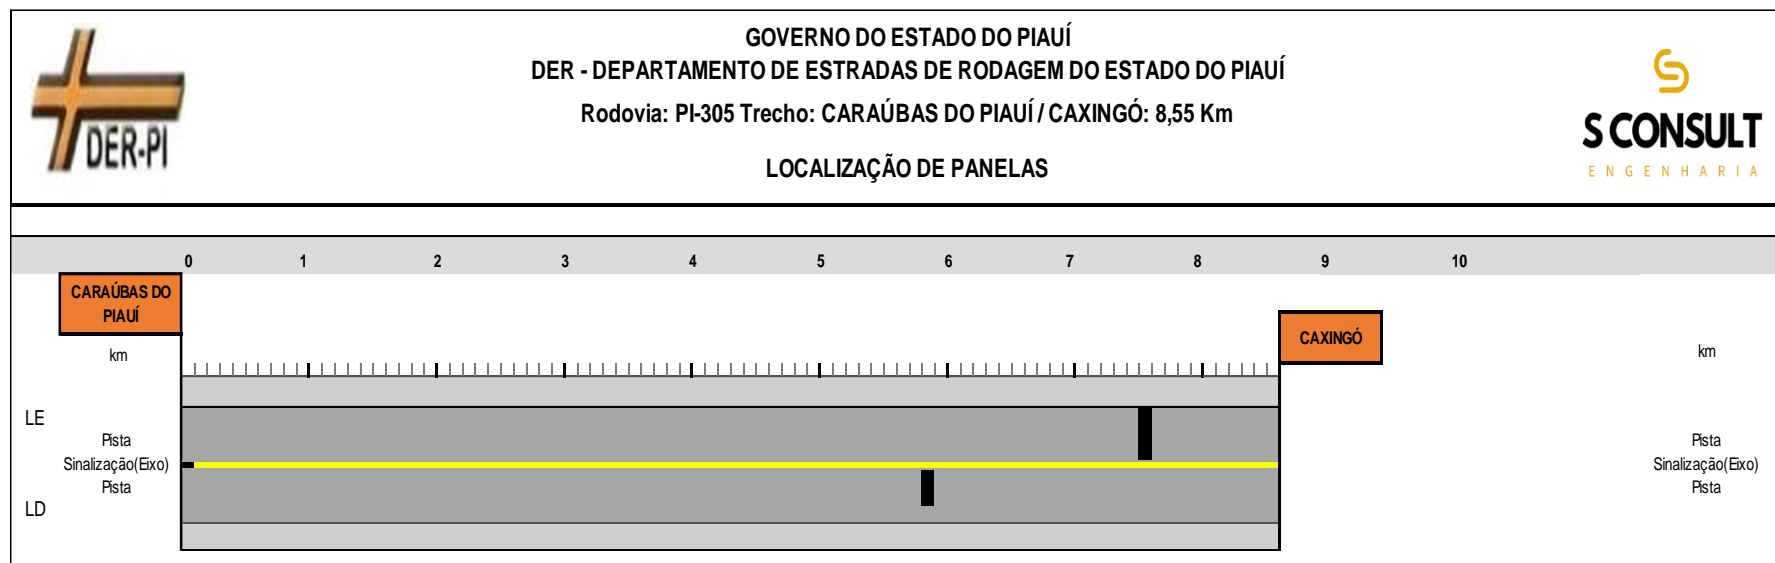 GOVERNO DO ESTADO DO PIAUÍ
DER - DEPARTAMENTO DE ESTRADAS DE RODAGEM DO ESTADO DO PIAUÍ
Rodovia: PI-305 Trecho: CARAÚBAS DO PIAUÍ / CAXINGÓ: 8,55 Km
LOCALIZAÇÃO DE PANELAS
DER-PI
S CONSULT
ENGENHARIA
0 1 2 3 4 5 6 7 8 9 10
CARAÚBAS DO
PIAUÍ
CAXINGÓ
km
km
LE
Pista
Pista
Sinalização(Eixo)
Sinalização(Eixo)
Pista
Pista
LD